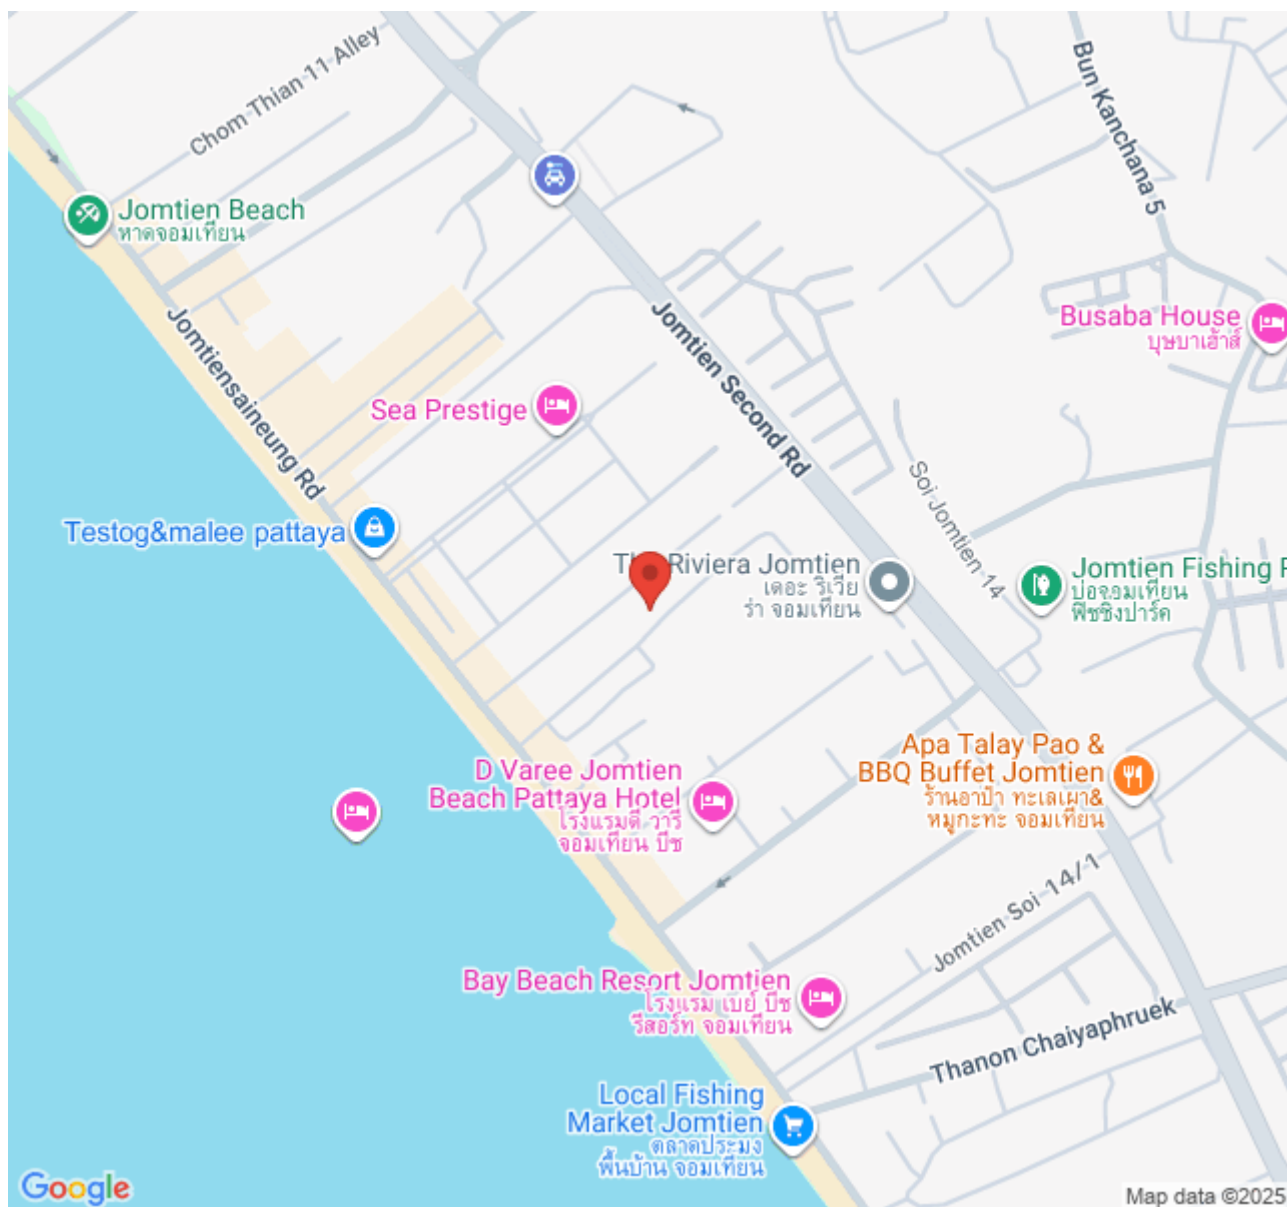 Chom Thian 11 Alley
Bun Kanchana 5
Jomtien Beach
หาดจอมเทียน
Jomtiensaineung Rd
Jomtien Second Rd
Busaba House
บุษบาเฮ้าส์
Sea Prestige
Soi Jomtien 14
Testog&malee pattaya
Riviera Jomtien
เดอะ ริเวีย
ร่า จอมเทียน
Jomtien Fishing
บ่อจอมเทียน
ฟิชชิงปาร์ค
D Varee Jomtien
Beach Pattaya Hotel
โรงแรมดี วารี
จอมเทียน บีช
Apa Talay Pao &
BBQ Buffet Jomtien
ร้านอาป๋า ทะเลเผา&
หมูกะทะ จอมเทียน
Jomtien Soi 14/1
Bay Beach Resort Jomtien
โรงแรม เบย์ บีช
รีสอร์ท จอมเทียน
Thanon Chaiyaphruek
Local Fishing
Market Jomtien
ตลาดประมง
พื้นบ้าน จอมเทียน
Google
Map data ©2025